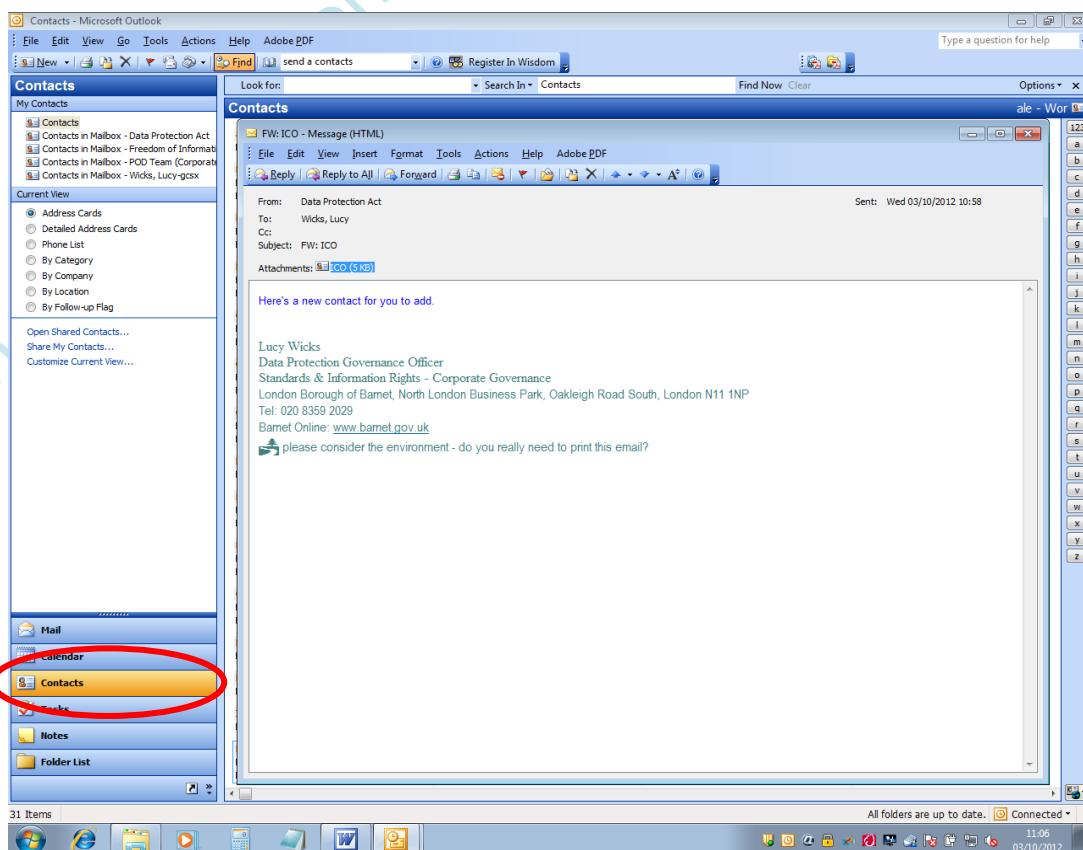 Contacts - Microsoft Outlook
File Edit View Go Tools Actions Help Adobe PDF
Type a question for help
New Find send a contacts Register In Wisdom
Contacts
Look for: Search In Contacts Find Now Clear Options
My Contacts
Contacts
ale - Wor
Contacts
Contacts in Mailbox - Data Protection Act
Contacts in Mailbox - Freedom of Informati
Contacts in Mailbox - POD Team (Corporat
Contacts in Mailbox - Wicks, Lucy-gcsx
Current View
Address Cards
Detailed Address Cards
Phone List
By Category
By Company
By Location
By Follow-up Flag
Open Shared Contacts...
Share My Contacts...
Customize Current View...
FW: ICO - Message (HTML)
File Edit View Insert Format Tools Actions Help Adobe PDF
Reply Reply to All Forward
From: Data Protection Act
Sent: Wed 03/10/2012 10:58
To: Wicks, Lucy
Cc:
Subject: FW: ICO
Attachments: ICO (5 KB)
Here's a new contact for you to add.
Lucy Wicks
Data Protection Governance Officer
Standards & Information Rights - Corporate Governance
London Borough of Barnet, North London Business Park, Oakleigh Road South, London N11 1NP
Tel: 020 8359 2029
Barnet Online: www.barnet.gov.uk
please consider the environment - do you really need to print this email?
123
a
b
c
d
e
f
g
h
i
j
k
l
m
n
o
p
q
r
s
t
u
v
w
x
y
z
Mail
Calendar
Contacts
Tasks
Notes
Folder List
31 Items
All folders are up to date. Connected
11:06
03/10/2012